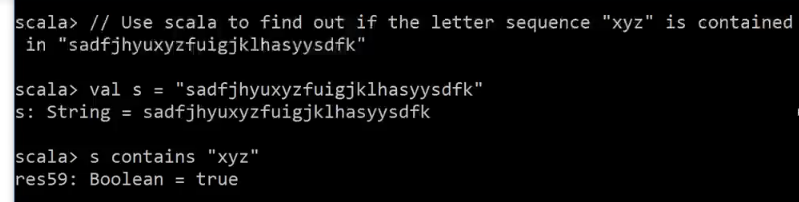 scala> // Use scala to find out if the letter sequence "xyz" is contained
in "sadfjhyuxyzfuigjklhasyysdfk"
scala> val s = "sadfjhyuxyzfuigjklhasyysdfk"
s: String = sadfjhyuxyzfuigjklhasyysdfk
scala> s contains "xyz"
res59: Boolean = true